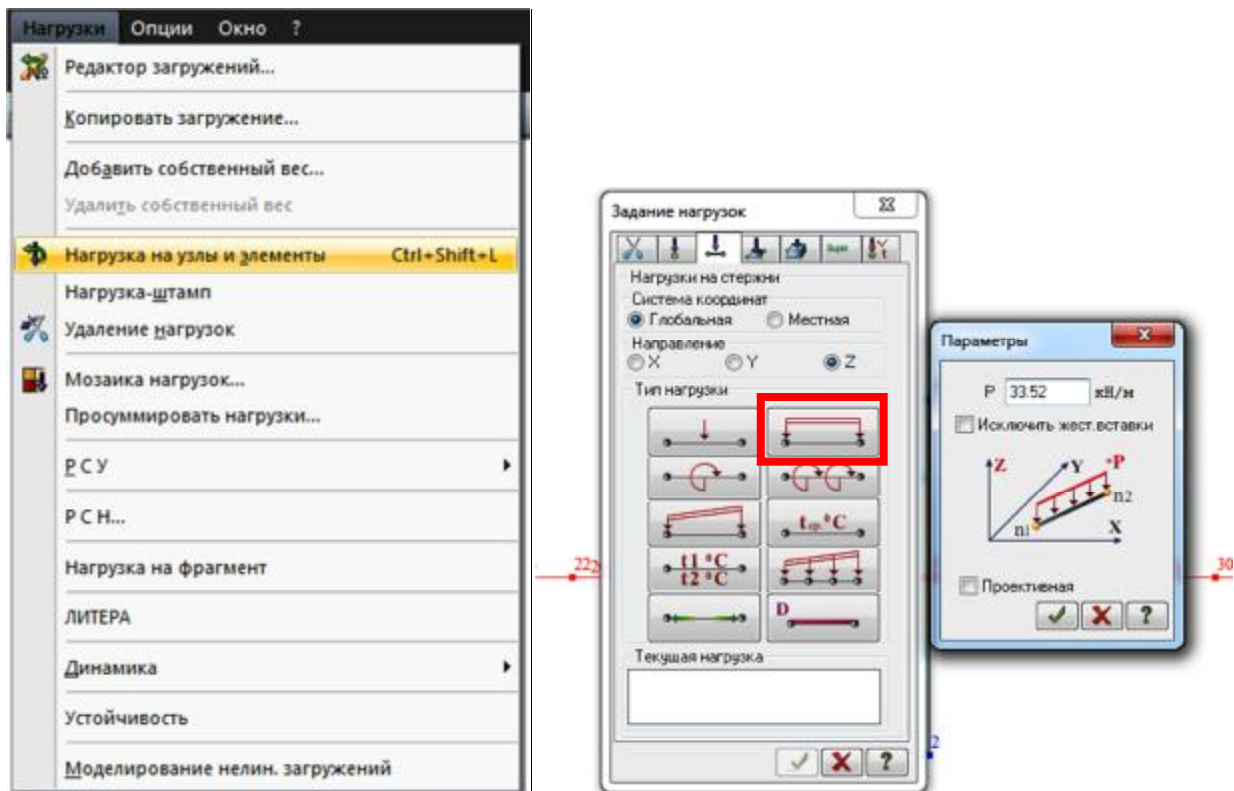 Нагрузки Опции Окно ?
Редактор загружений...
Копировать загружение...
Добавить собственный вес...
Удалить собственный вес
Нагрузка на узлы и элементы Ctrl+Shift+L
Нагрузка-штамп
Удаление нагрузок
Мозаика нагрузок...
Просуммировать нагрузки...
Р С У
Р С Н...
Нагрузка на фрагмент
ЛИТЕРА
Динамика
Устойчивость
Моделирование нелин. загружений
222
Задание нагрузок
Нагрузки на стержни
Система координат
Глобальная Местная
Направление
X Y Z
Тип нагрузки
t ср. °C
t1 °C
t2 °C
D
Текущая нагрузка
?
2
Параметры
P 33.52 кН/м
Исключить жест.вставки
Z Y P
n2
n1 X
Проективная
?
30